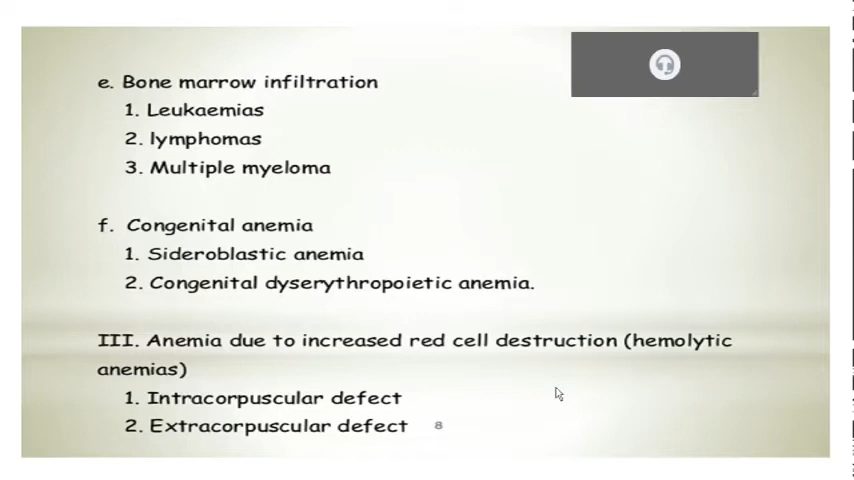 e. Bone marrow infiltration
1. Leukaemias
2. lymphomas
3. Multiple myeloma
f. Congenital anemia
1. Sideroblastic anemia
2. Congenital dyserythropoietic anemia.
III. Anemia due to increased red cell destruction (hemolytic
anemias)
1. Intracorpuscular defect
2. Extracorpuscular defect 8